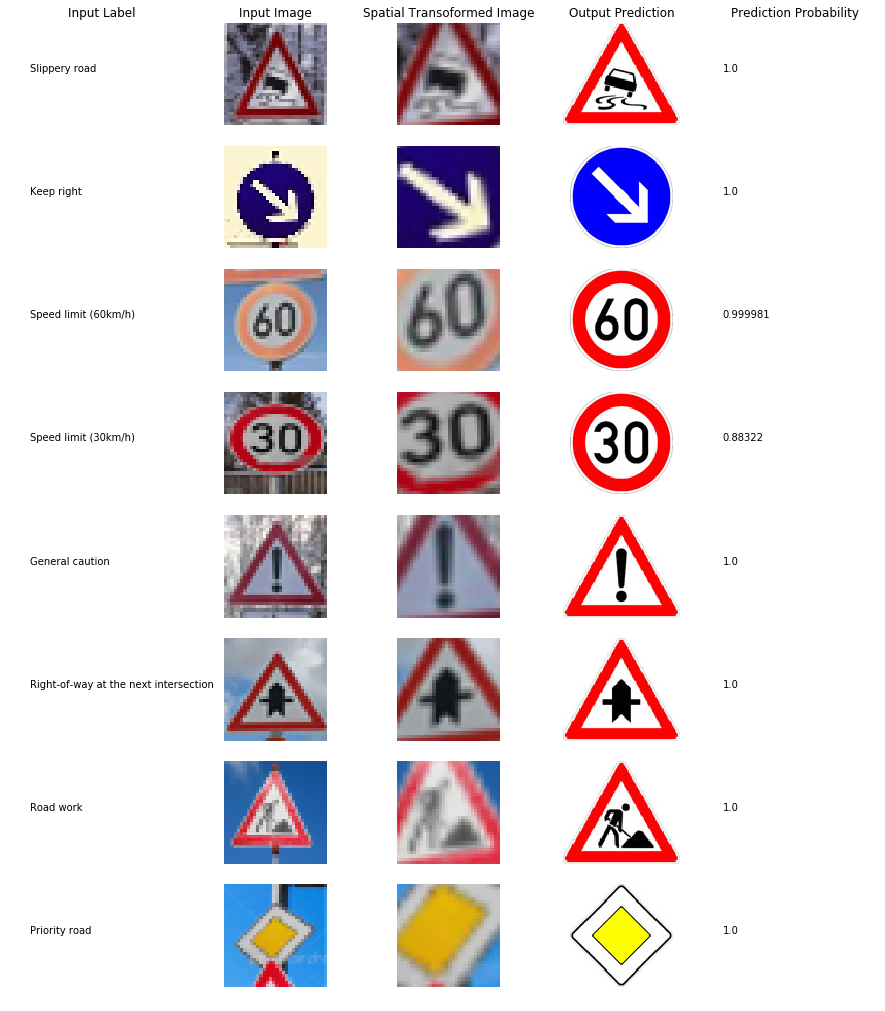 Input Label Input Image Spatial Transoformed Image Output Prediction Prediction Probability
Slippery road 1.0
Keep right 1.0
Speed limit (60km/h) 60 60 60 0.999981
Speed limit (30km/h) 30 30 30 0.88322
General caution ! ! ! 1.0
Right-of-way at the next intersection 1.0
Road work 1.0
Priority road 1.0